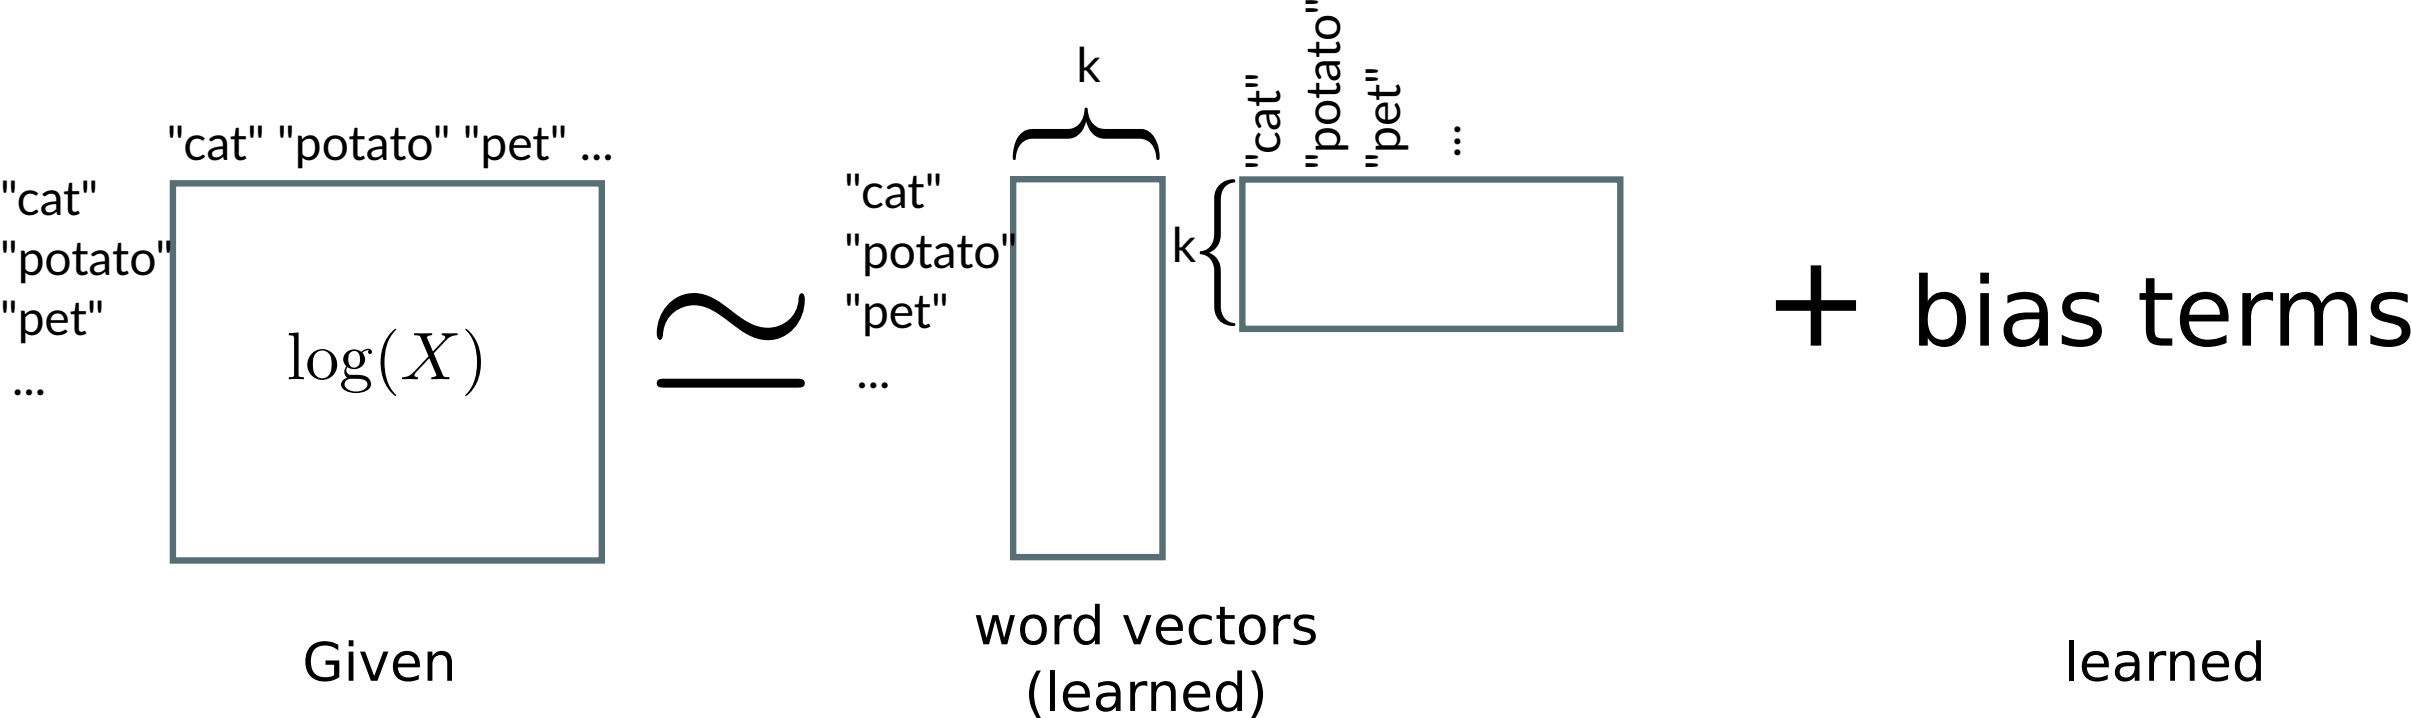 "cat" "potato" "pet" ...
"cat"
"potato"
"pet"
...
log(X)
Given
≃
"cat"
"potato"
"pet"
...
k
k
"cat"
"potato"
"pet"
...
word vectors
(learned)
+ bias terms
learned